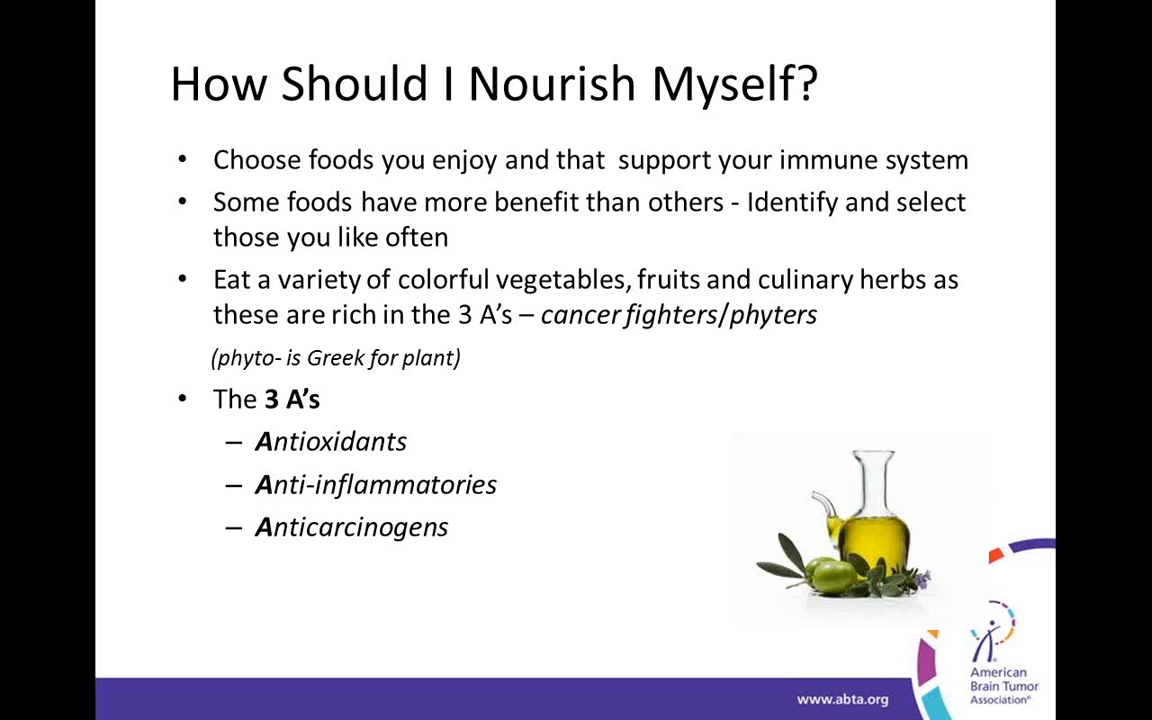 How Should I Nourish Myself?
• Choose foods you enjoy and that support your immune system
• Some foods have more benefit than others - Identify and select
those you like often
• Eat a variety of colorful vegetables, fruits and culinary herbs as
these are rich in the 3 A’s – cancer fighters/phyters
(phyto- is Greek for plant)
• The 3 A’s
– Antioxidants
– Anti-inflammatories
– Anticarcinogens
www.abta.org
American
Brain Tumor
Association®